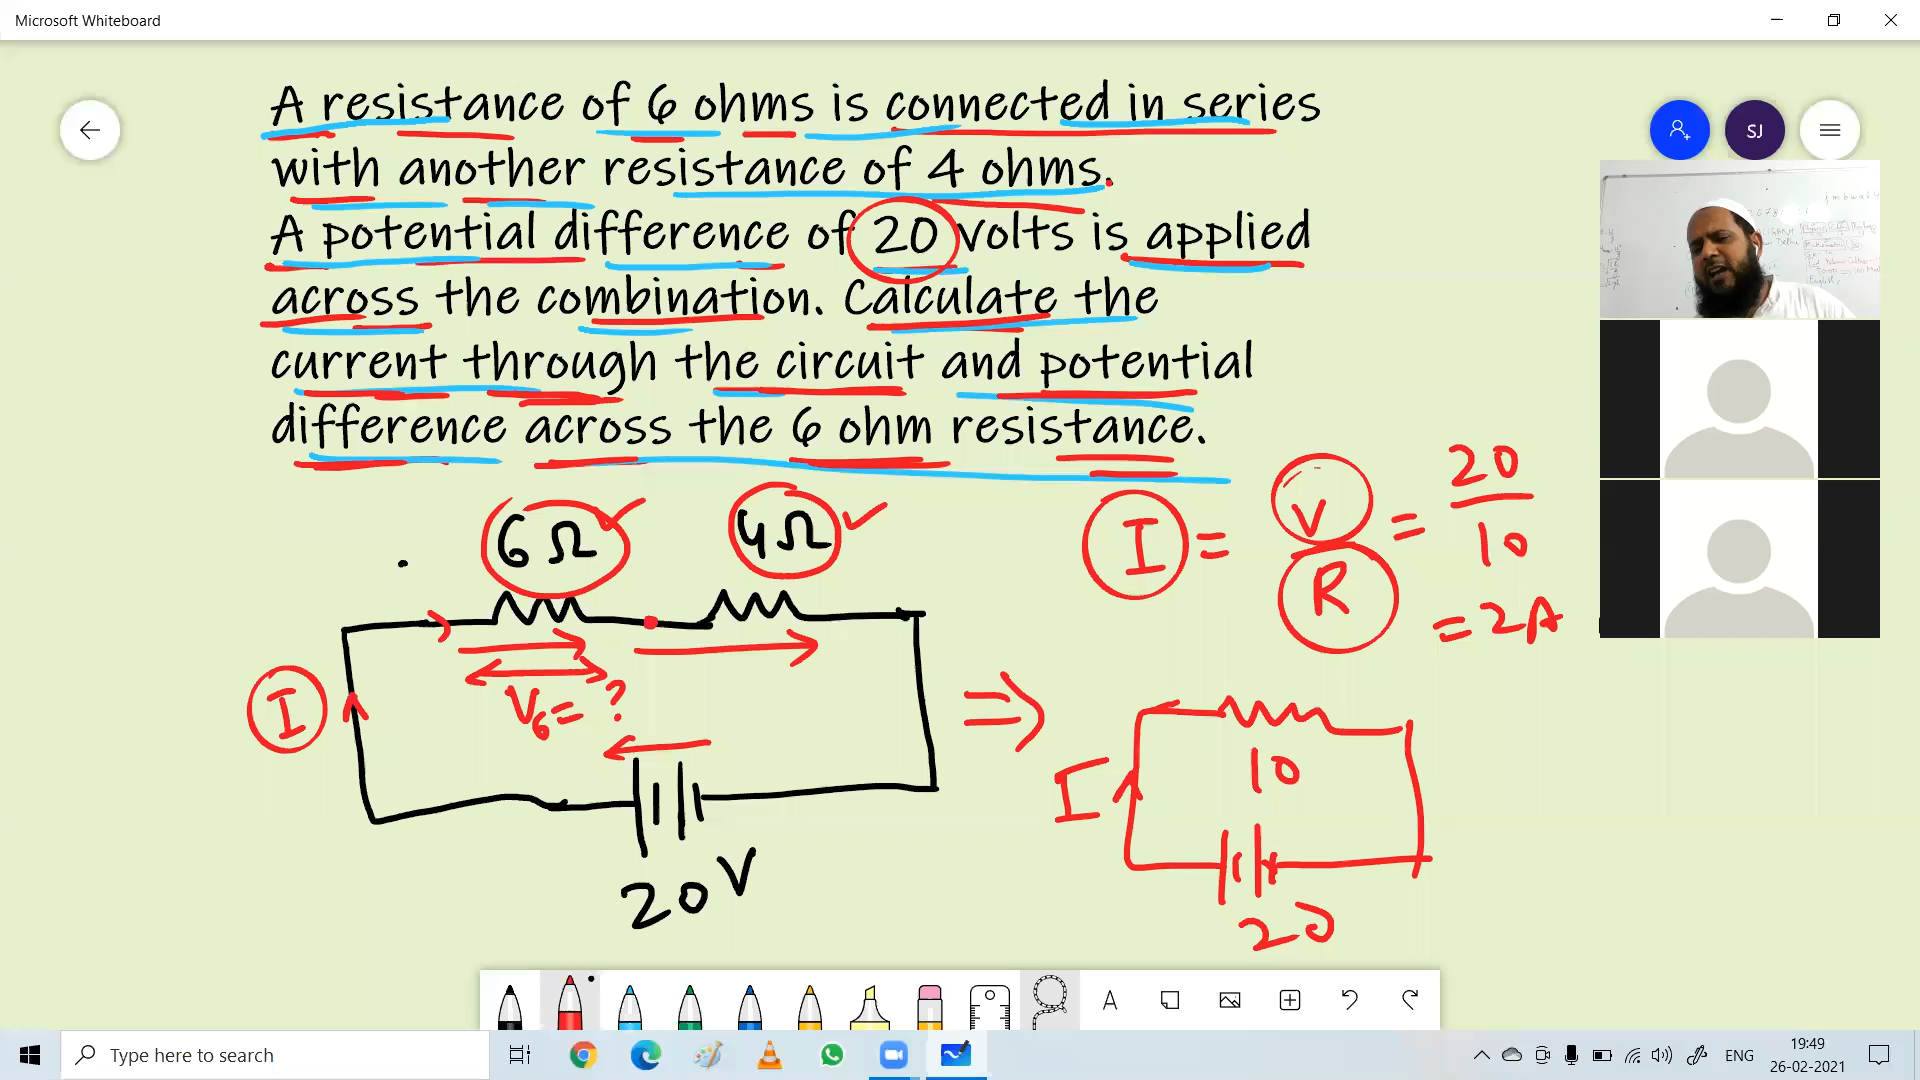 Microsoft Whiteboard
A resistance of 6 ohms is connected in series
with another resistance of 4 ohms.
A potential difference of 20 volts is applied
across the combination. Calculate the
current through the circuit and potential
difference across the 6 ohm resistance.
SJ
6Ω
4Ω
I = V/R = 20/10
= 2A
I
V6 = ?
20V
⇒
I
10
20
A
Type here to search
ENG
19:49
26-02-2021